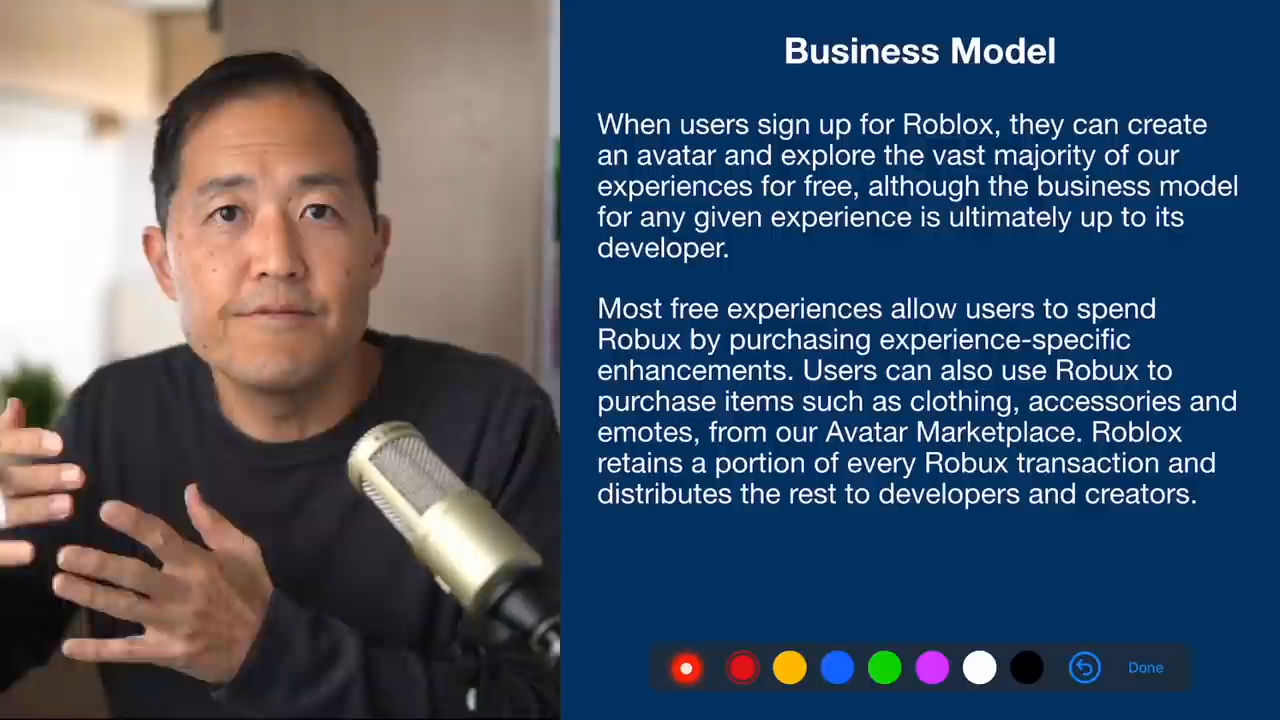 Business Model
When users sign up for Roblox, they can create
an avatar and explore the vast majority of our
experiences for free, although the business model
for any given experience is ultimately up to its
developer.
Most free experiences allow users to spend
Robux by purchasing experience-specific
enhancements. Users can also use Robux to
purchase items such as clothing, accessories and
emotes, from our Avatar Marketplace. Roblox
retains a portion of every Robux transaction and
distributes the rest to developers and creators.
Done